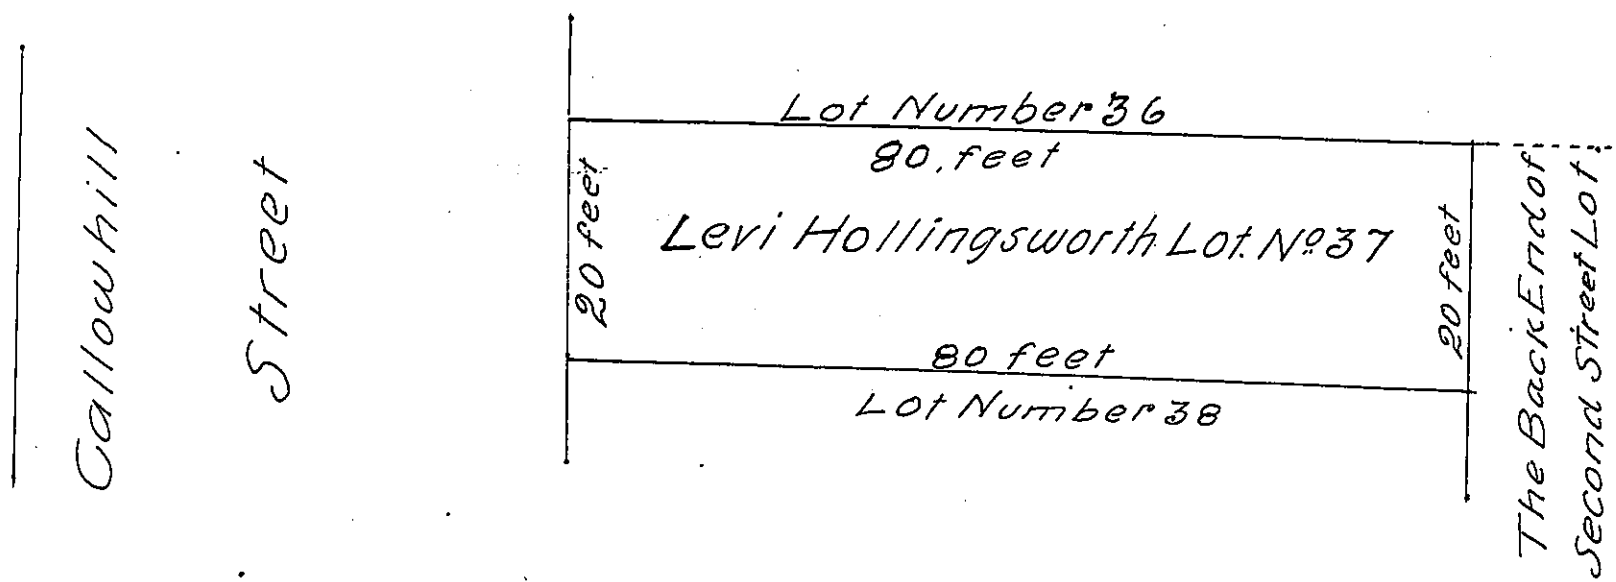 Callowhill
Street
Lot Number 36
80, feet
20 feet
Levi Hollingsworth Lot. Nº 37
20 feet
80 feet
Lot Number 38
The Back End of
Second Street Lot.